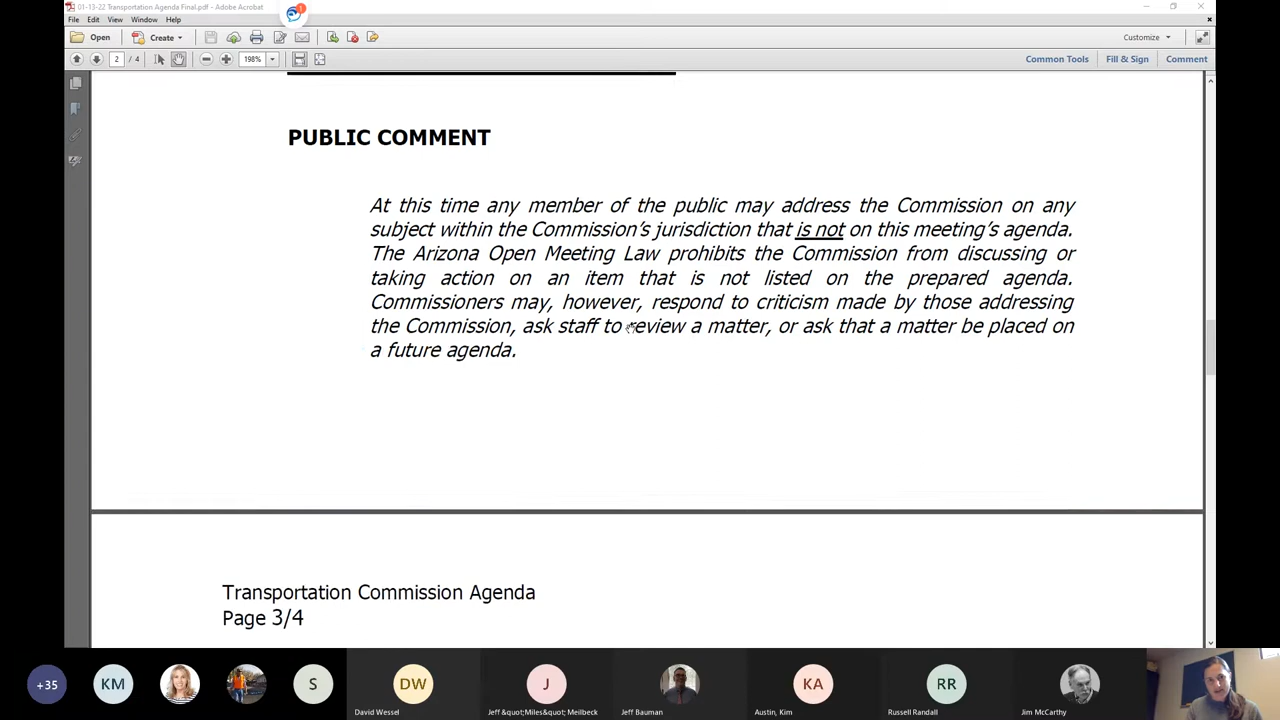 01-13-22 Transportation Agenda Final.pdf - Adobe Acrobat
1
File Edit View Window Help
Open Create Customize
2 / 4 198% Common Tools Fill & Sign Comment
PUBLIC COMMENT
At this time any member of the public may address the Commission on any
subject within the Commission's jurisdiction that is not on this meeting's agenda.
The Arizona Open Meeting Law prohibits the Commission from discussing or
taking action on an item that is not listed on the prepared agenda.
Commissioners may, however, respond to criticism made by those addressing
the Commission, ask staff to review a matter, or ask that a matter be placed on
a future agenda.
Transportation Commission Agenda
Page 3/4
+35 KM S DW J KA RR
David Wessel Jeff &quot;Miles&quot; Meilbeck Jeff Bauman Austin, Kim Russell Randall Jim McCarthy